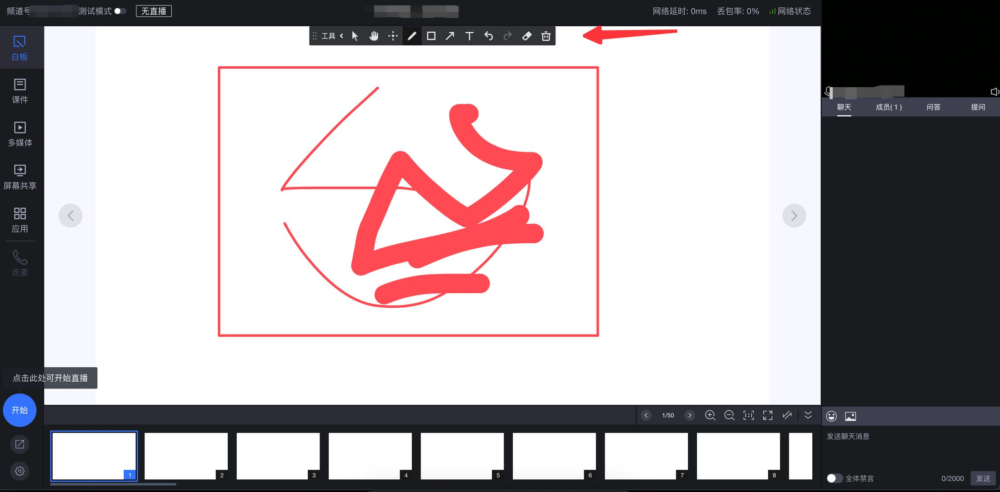 频道号
测试模式
无直播
网络延时: 0ms
丢包率: 0%
网络状态
白板
课件
多媒体
屏幕共享
应用
连麦
工具
T
聊天
成员(1)
问答
提问
点击此处可开始直播
开始
1/50
1
2
3
4
5
6
7
8
发送聊天消息
全体禁言
0/2000
发送